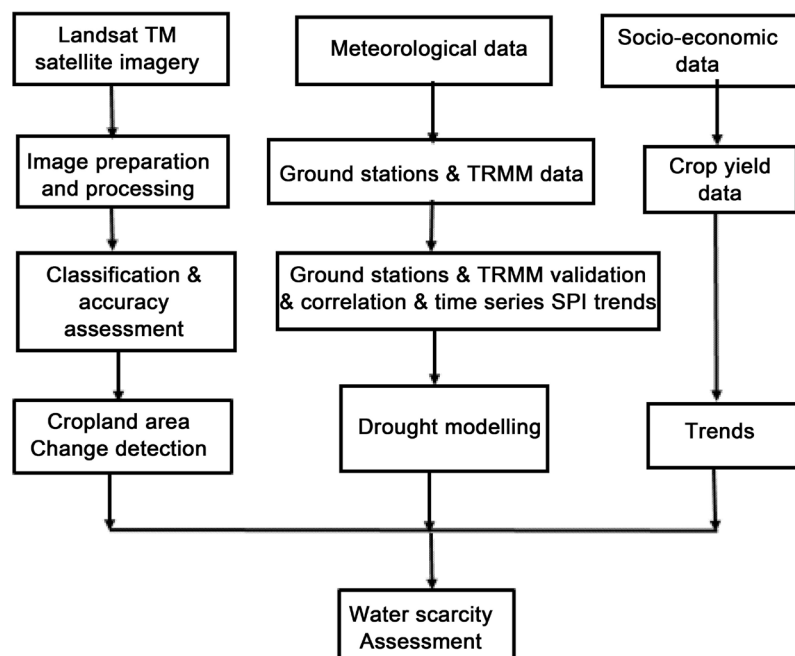 Landsat TM
satellite imagery
Meteorological data
Socio-economic
data
Image preparation
and processing
Ground stations & TRMM data
Crop yield
data
Classification &
accuracy
assessment
Ground stations & TRMM validation
& correlation & time series SPI trends
Cropland area
Change detection
Drought modelling
Trends
Water scarcity
Assessment